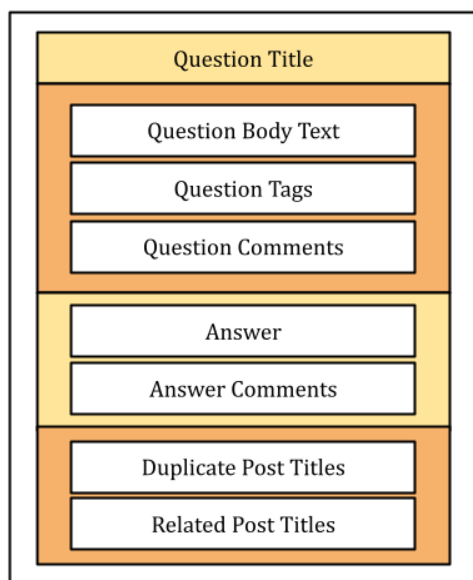 Question Title
Question Body Text
Question Tags
Question Comments
Answer
Answer Comments
Duplicate Post Titles
Related Post Titles